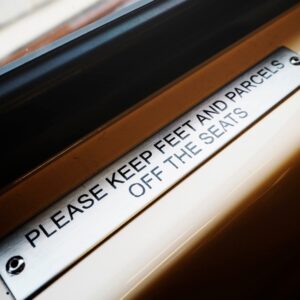 PLEASE KEEP FEET AND PARCELS
OFF THE SEATS